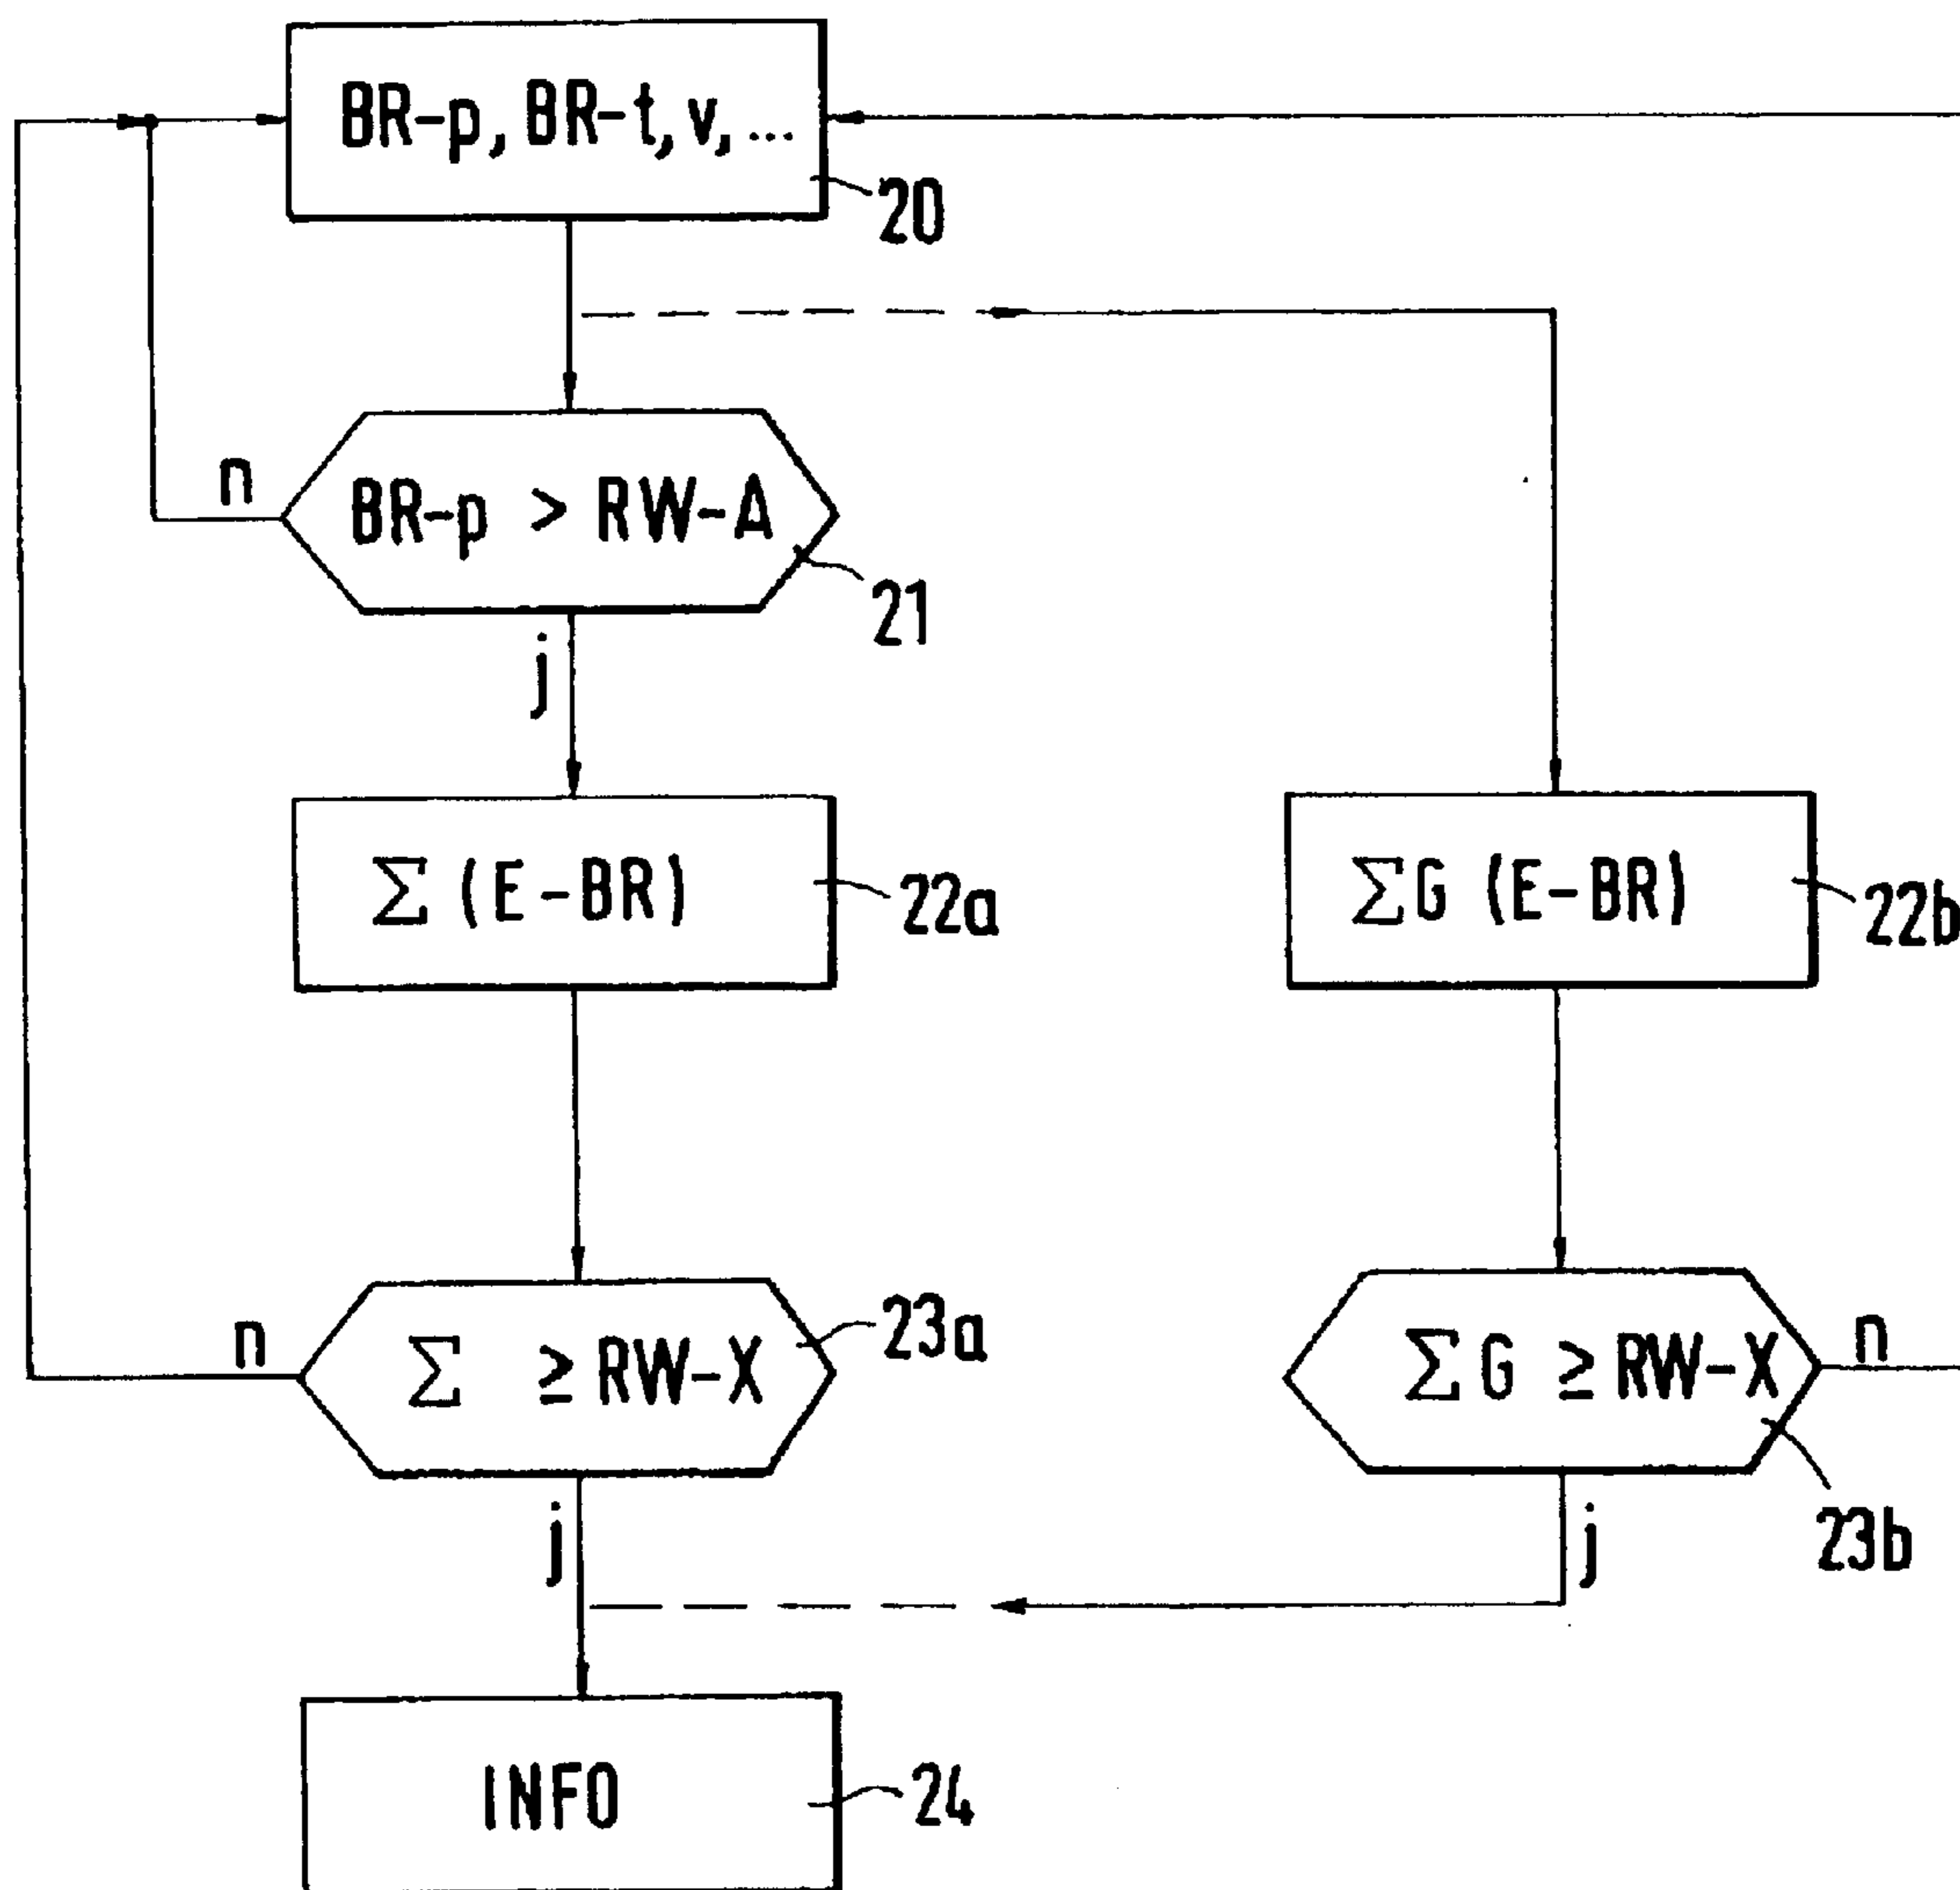 BR-p, BR-t, v, ...
20
n
BR-p > RW-A
21
j
Σ (E-BR)
22a
ΣG (E-BR)
22b
n
Σ ≥ RW-X
23a
ΣG ≥ RW-X
n
23b
j
j
INFO
24